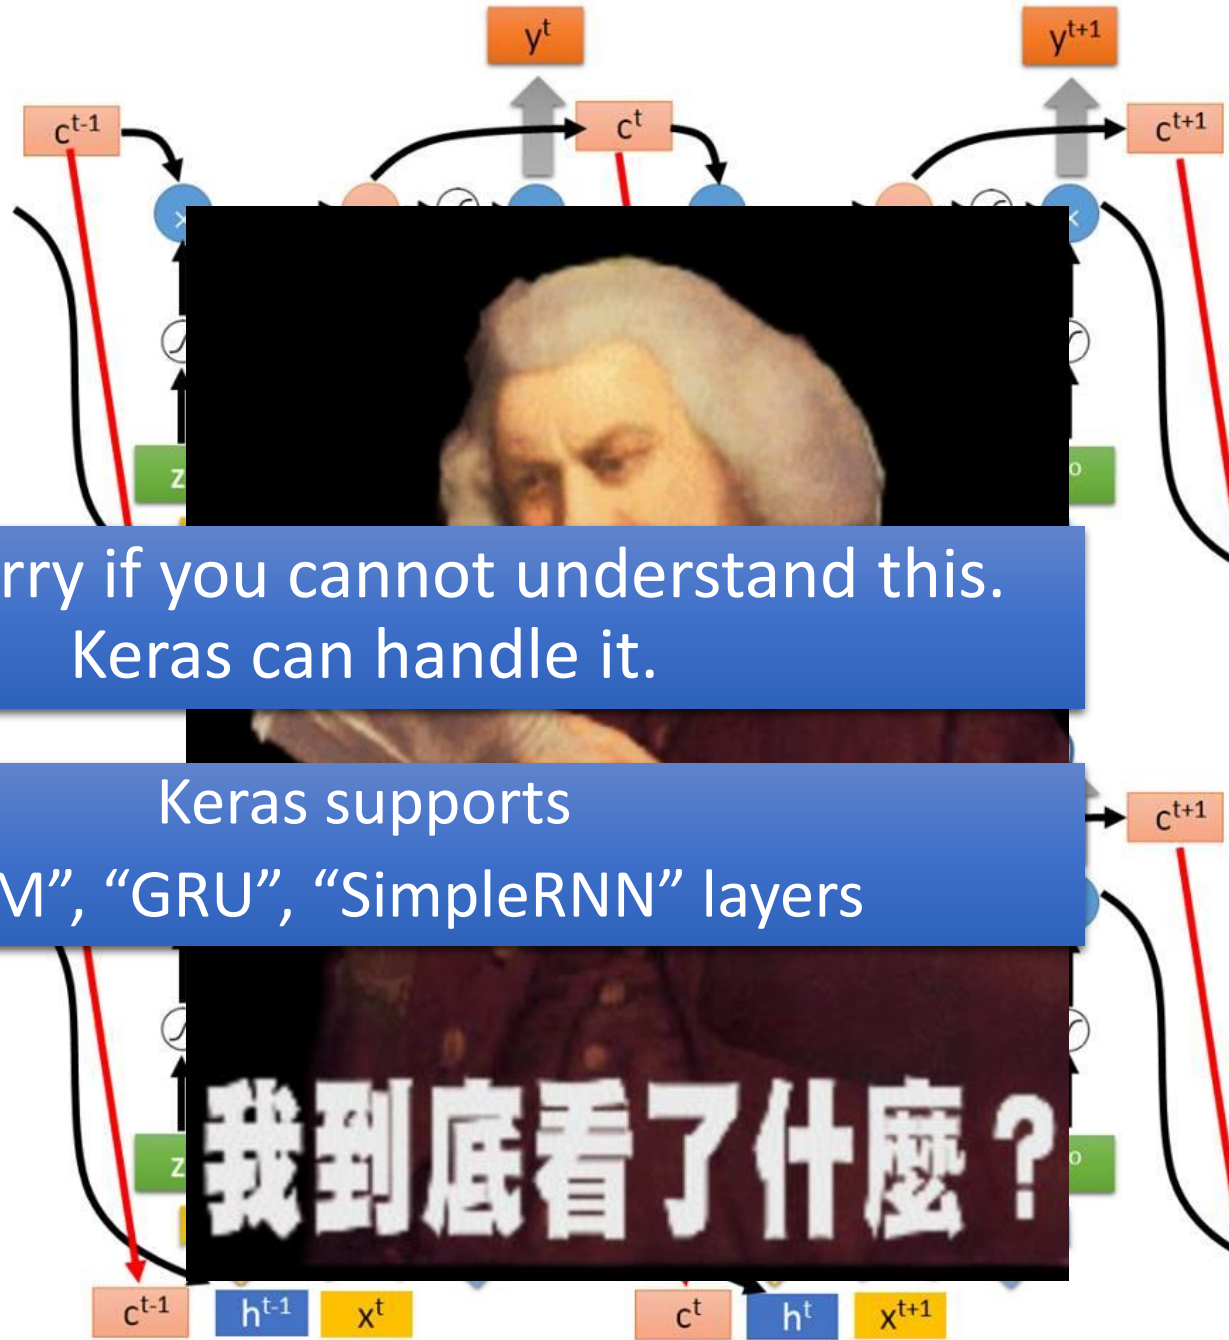 yᵗ yᵗ⁺¹
cᵗ⁻¹ cᵗ cᵗ⁺¹
×
×
z
o
rry if you cannot understand this.
Keras can handle it.
Keras supports
cᵗ⁺¹
M”, “GRU”, “SimpleRNN” layers
我到底看了什麼？
z
o
cᵗ⁻¹ hᵗ⁻¹ xᵗ cᵗ hᵗ xᵗ⁺¹